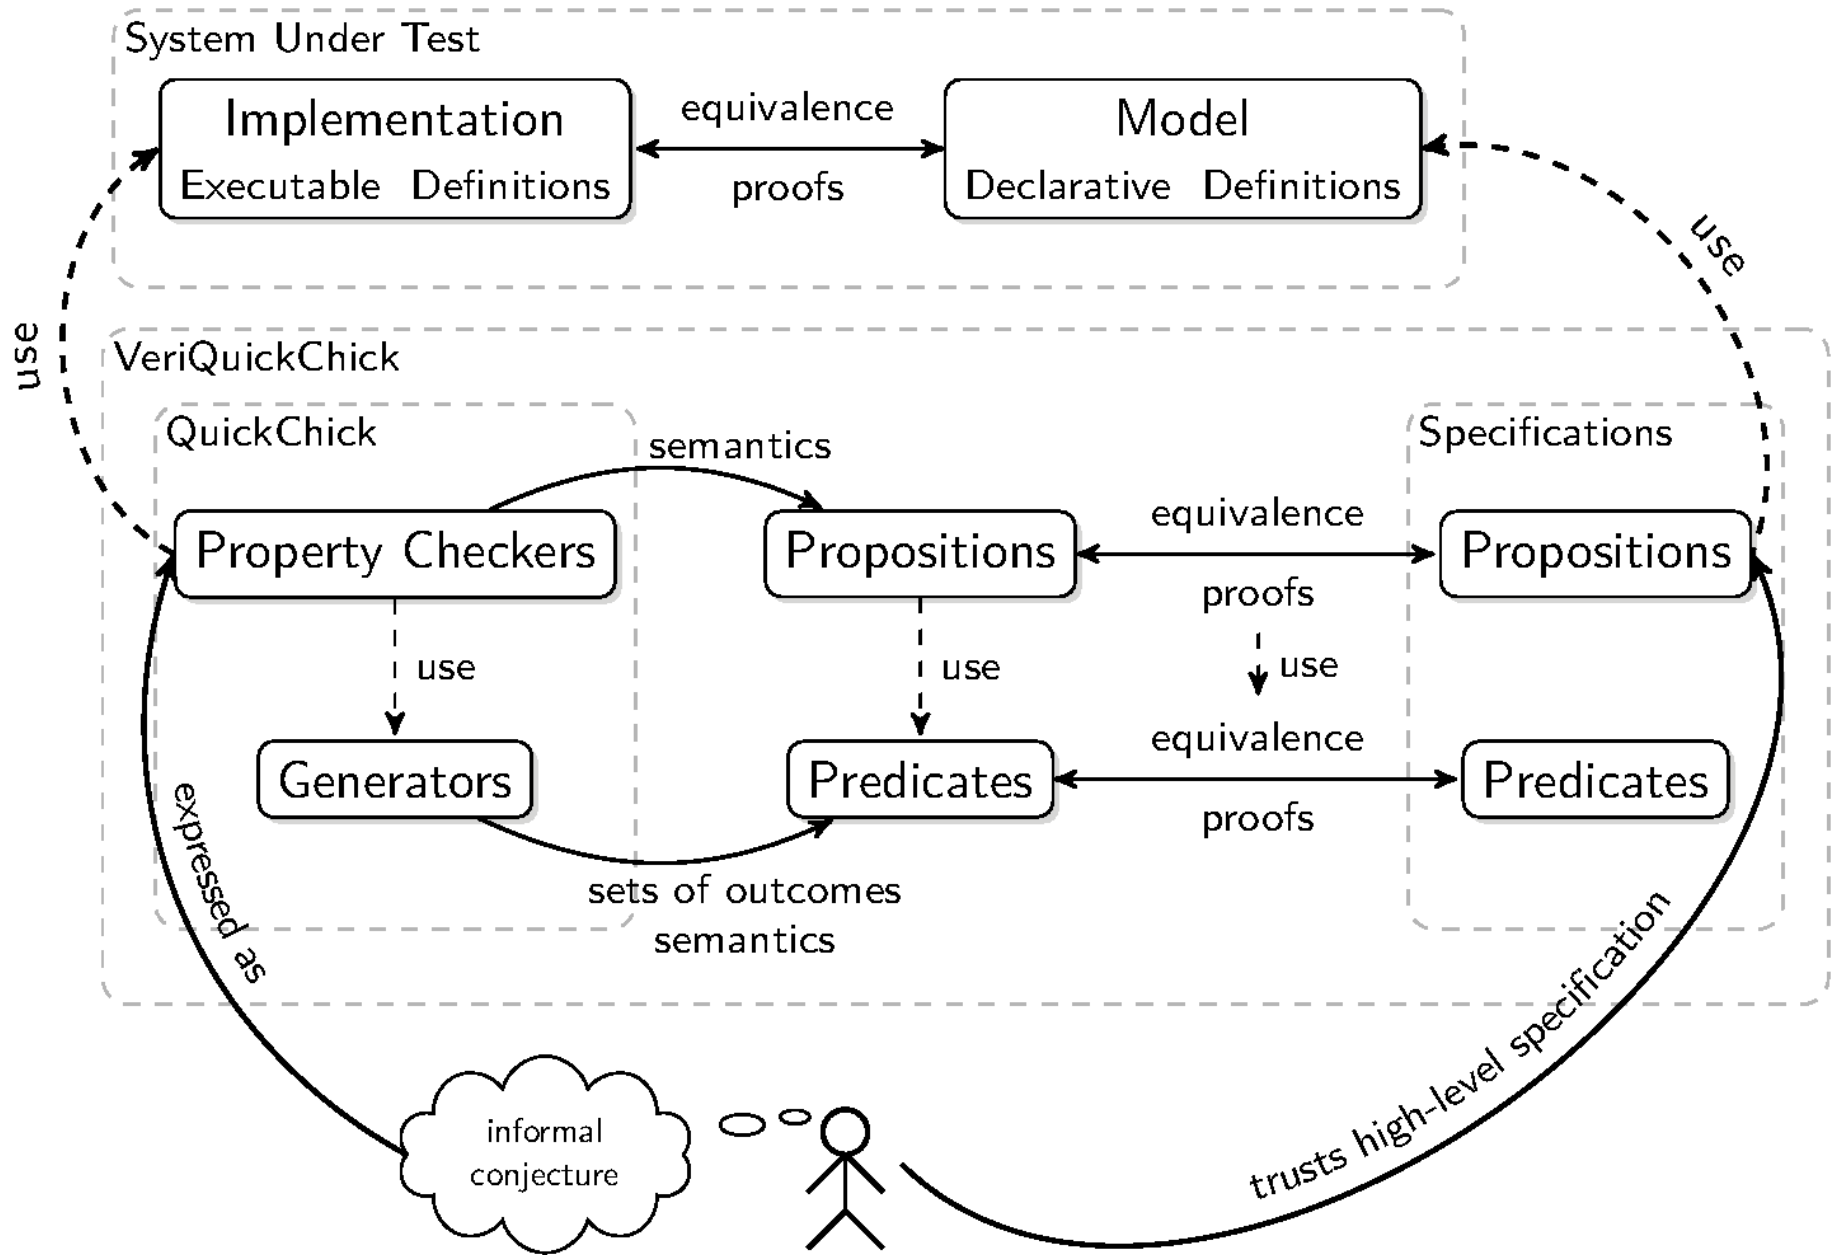 System Under Test
Implementation
Executable Definitions
equivalence
proofs
Model
Declarative Definitions
use
use
VeriQuickChick
QuickChick
semantics
Specifications
Property Checkers
Propositions
equivalence
proofs
Propositions
use
use
use
Generators
Predicates
equivalence
proofs
Predicates
sets of outcomes
semantics
expressed as
trusts high-level specification
informal
conjecture